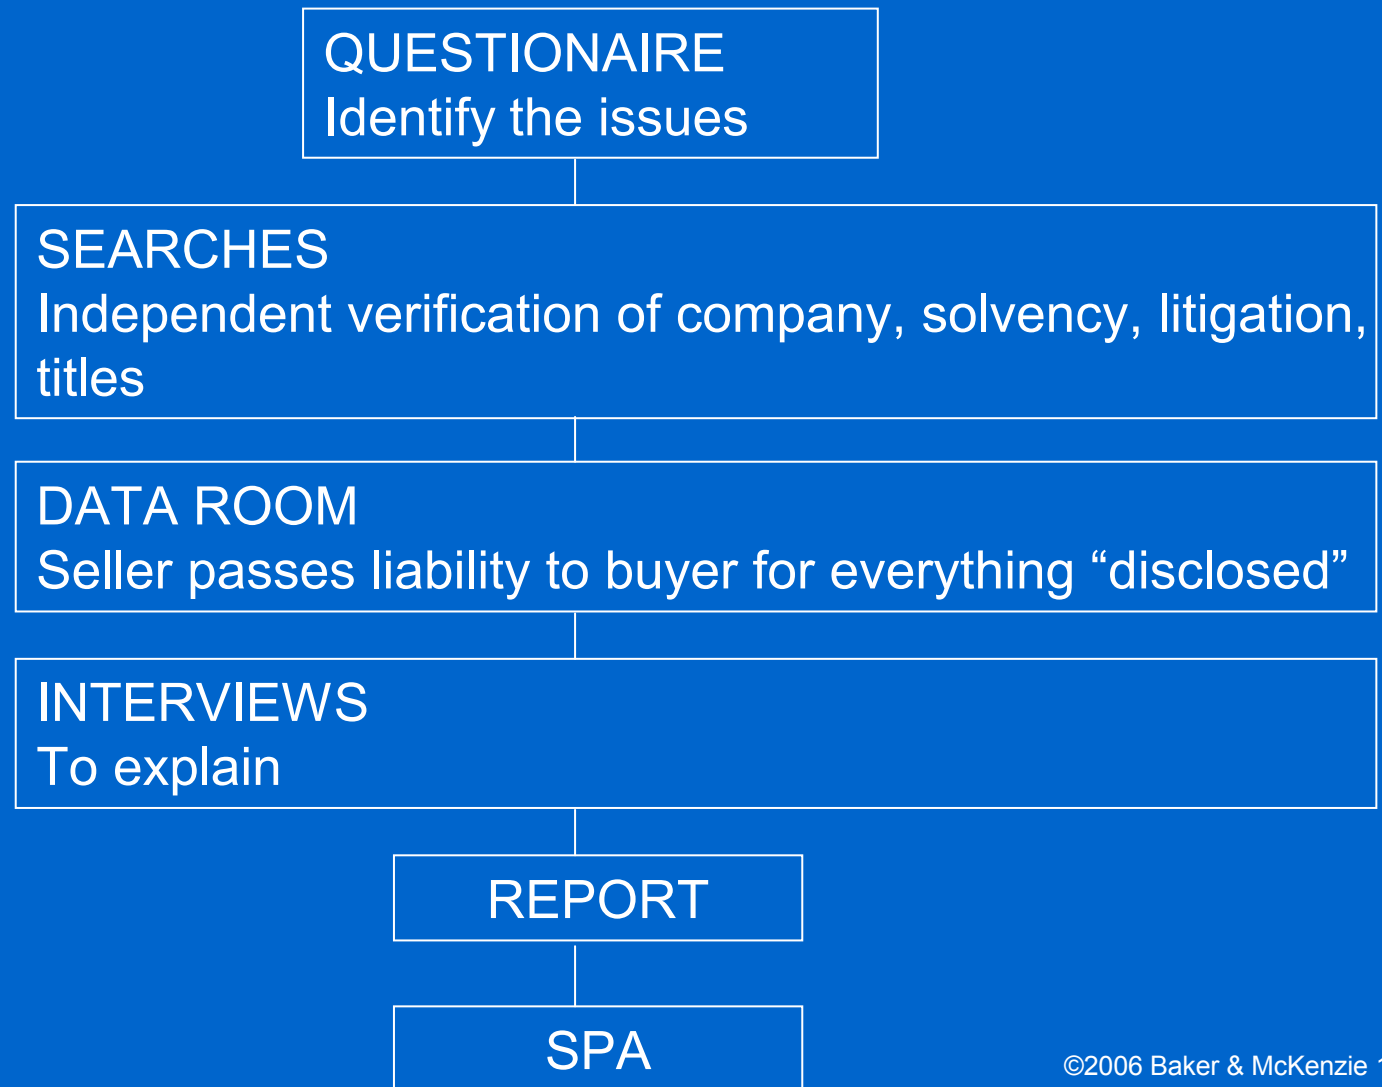 QUESTIONAIRE
Identify the issues
SEARCHES
Independent verification of company, solvency, litigation,
titles
DATA ROOM
Seller passes liability to buyer for everything “disclosed”
INTERVIEWS
To explain
REPORT
SPA
©2006 Baker & McKenzie